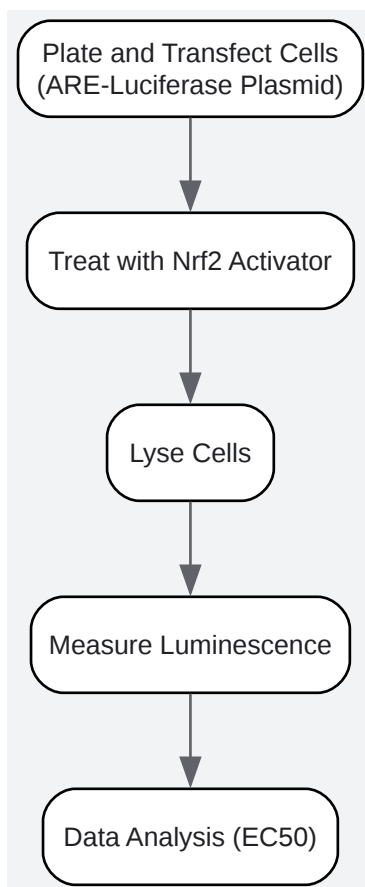 Plate and Transfect Cells
(ARE-Luciferase Plasmid)
Treat with Nrf2 Activator
Lyse Cells
Measure Luminescence
Data Analysis (EC50)